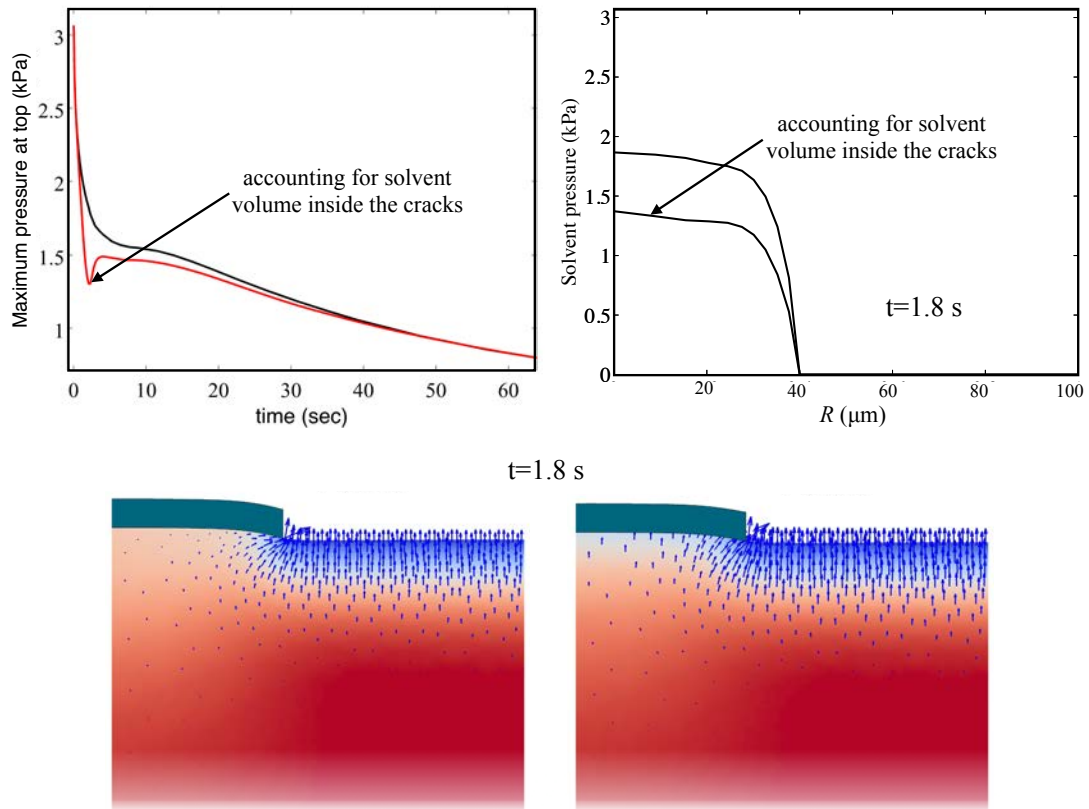 Maximum pressure at top (kPa)
3
2.5
2
1.5
1
accounting for solvent
volume inside the cracks
0
10
20
30
40
50
60
time (sec)
Solvent pressure (kPa)
3
2.5
2
1.5
1
0.5
0
accounting for solvent
volume inside the cracks
t=1.8 s
20
40
60
80
100
R (μm)
t=1.8 s